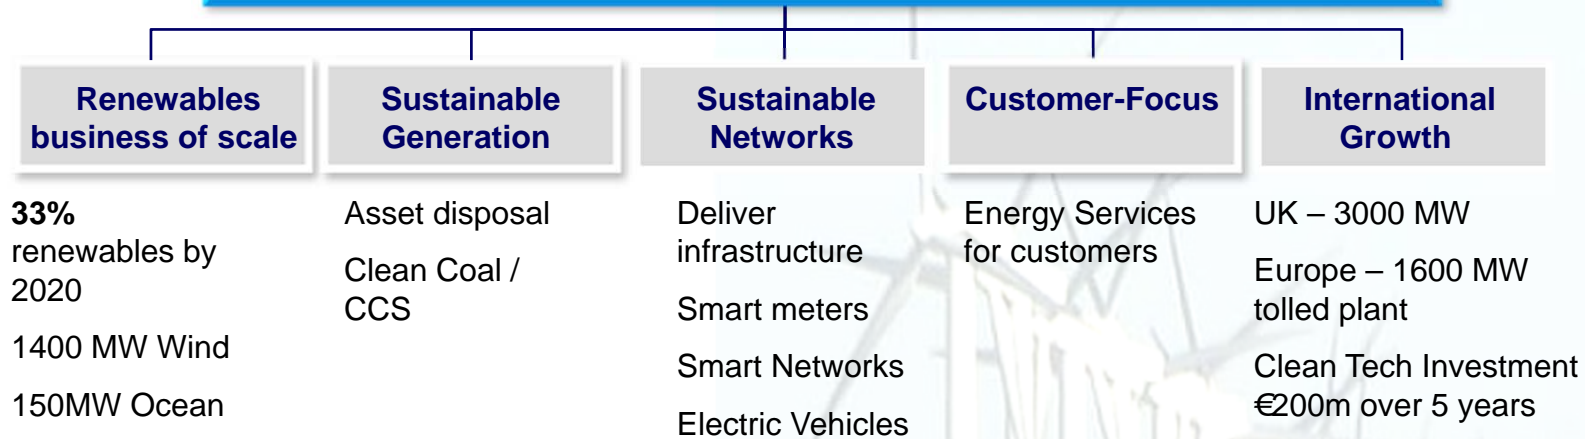 Renewables
business of scale
33%
renewables by
2020
1400 MW Wind
150MW Ocean
Sustainable
Generation
Asset disposal
Clean Coal /
CCS
Sustainable
Networks
Deliver
infrastructure
Smart meters
Smart Networks
Electric Vehicles
Customer-Focus
Energy Services
for customers
International
Growth
UK – 3000 MW
Europe – 1600 MW
tolled plant
Clean Tech Investment
€200m over 5 years